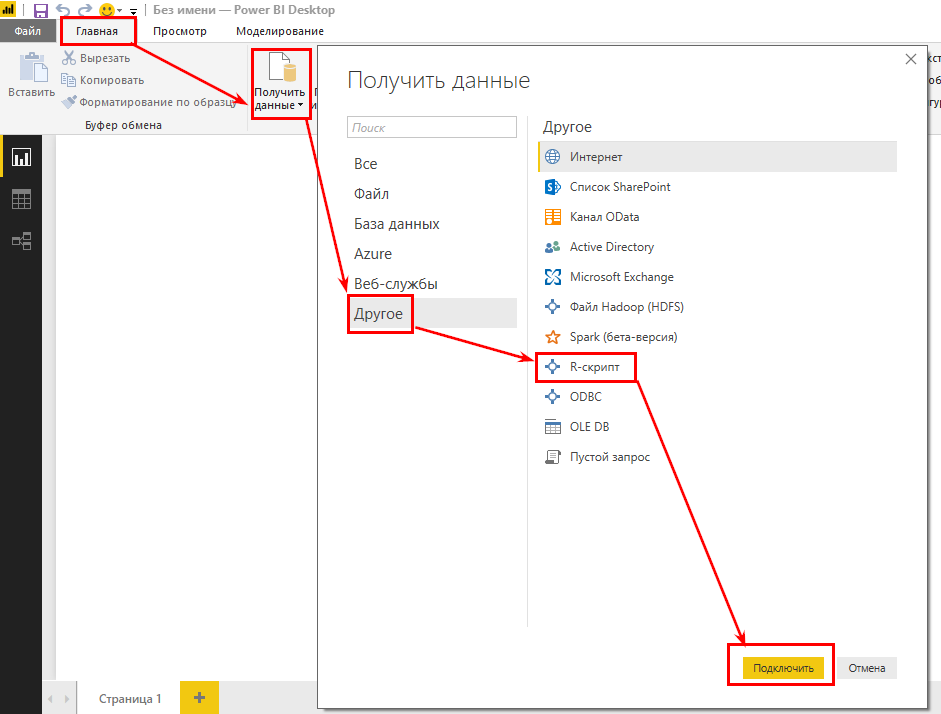 Без имени — Power BI Desktop
Файл
Главная
Просмотр
Моделирование
Вставить
Вырезать
Копировать
Форматирование по образцу
Буфер обмена
Получить
данные
Получить данные
Поиск
Все
Файл
База данных
Azure
Веб-службы
Другое
Другое
Интернет
Список SharePoint
Канал OData
Active Directory
Microsoft Exchange
Файл Hadoop (HDFS)
Spark (бета-версия)
R-скрипт
ODBC
OLE DB
Пустой запрос
Подключить
Отмена
Страница 1